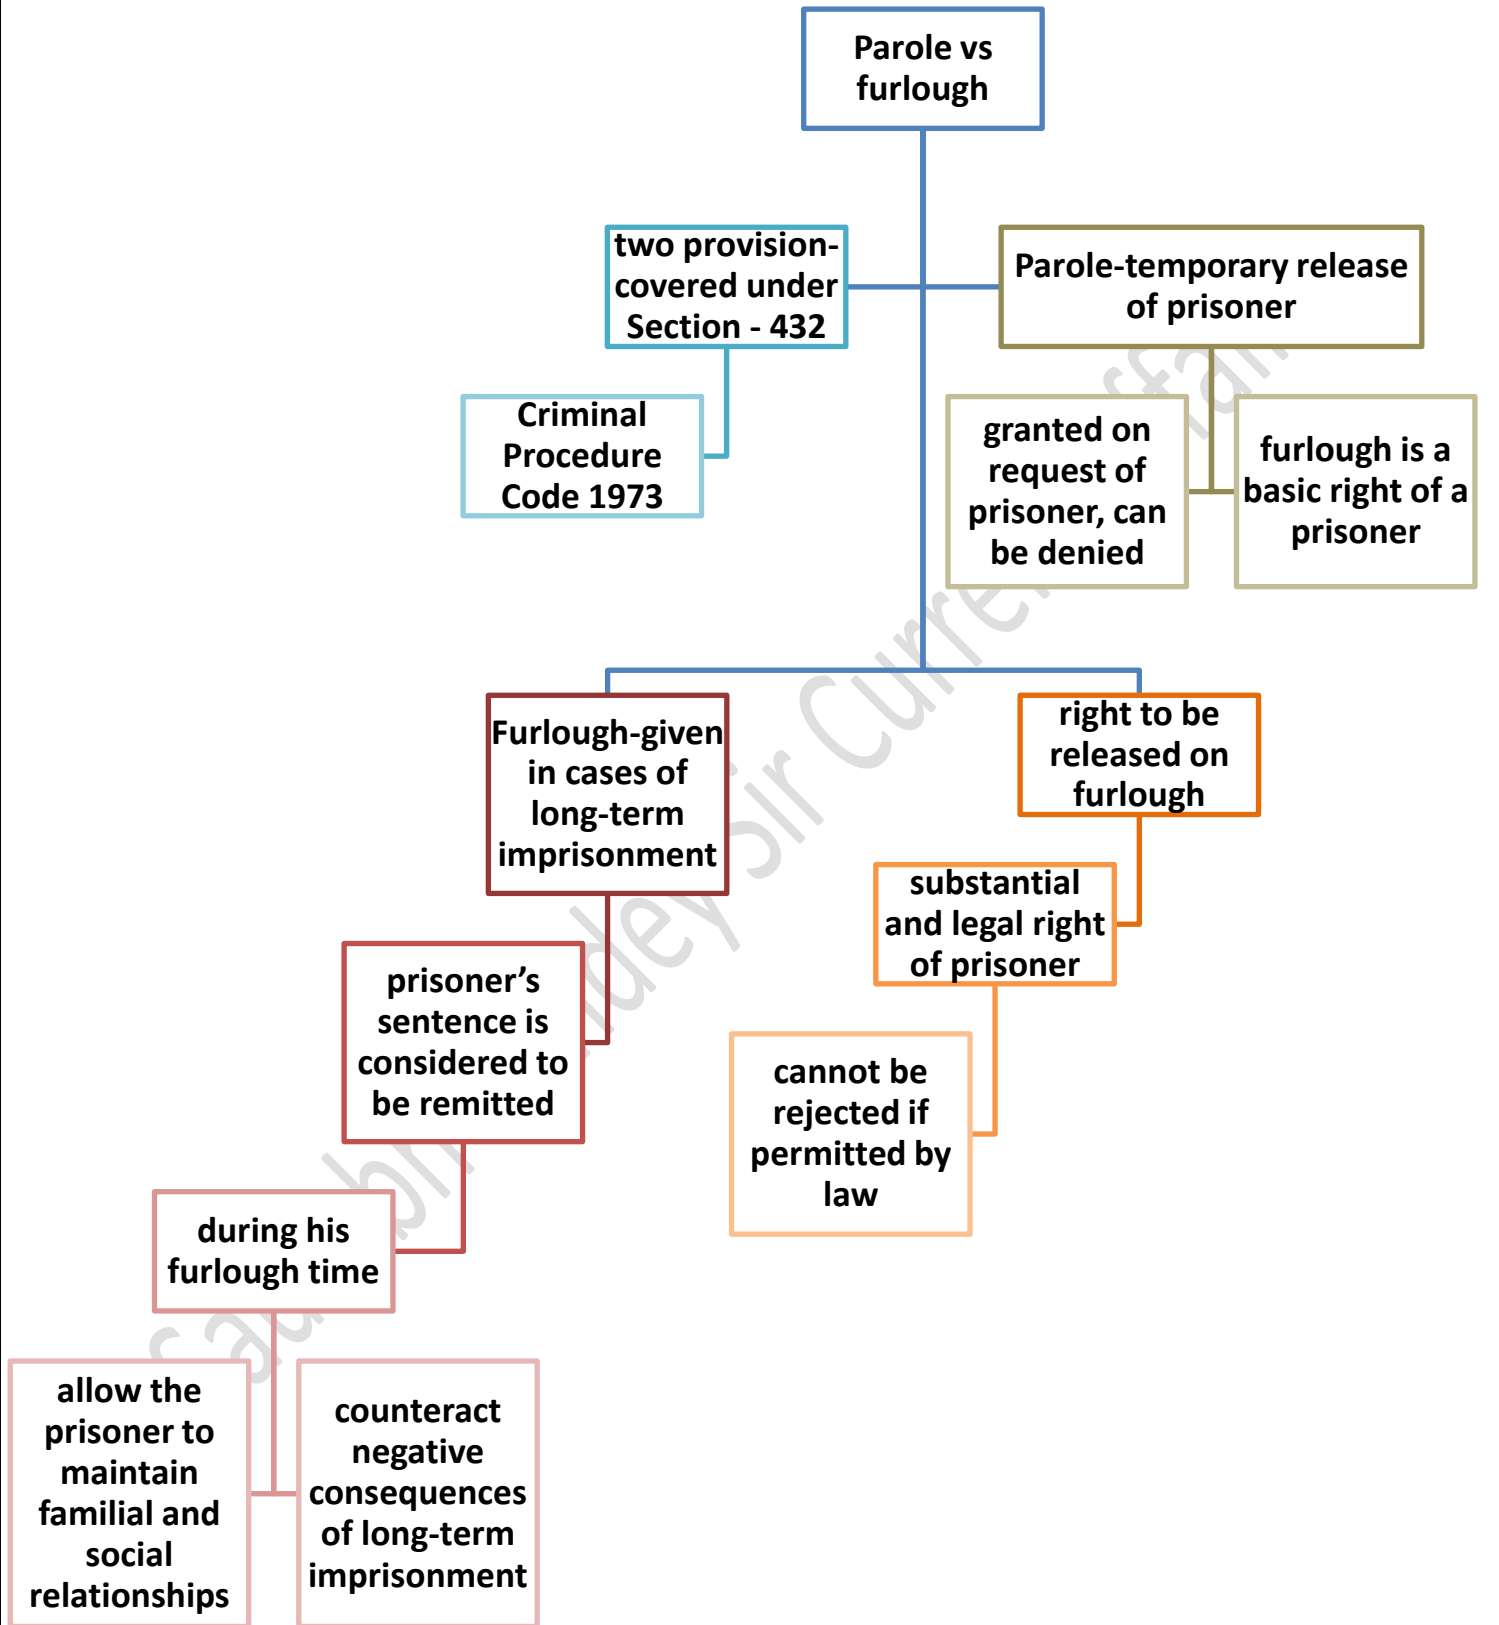 Parole vs
furlough
two provision-
covered under
Section - 432
Parole-temporary release
of prisoner
Criminal
Procedure
Code 1973
granted on
request of
prisoner, can
be denied
furlough is a
basic right of a
prisoner
Furlough-given
in cases of
long-term
imprisonment
right to be
released on
furlough
prisoner’s
sentence is
considered to
be remitted
substantial
and legal right
of prisoner
cannot be
rejected if
permitted by
law
during his
furlough time
allow the
prisoner to
maintain
familial and
social
relationships
counteract
negative
consequences
of long-term
imprisonment
Sir